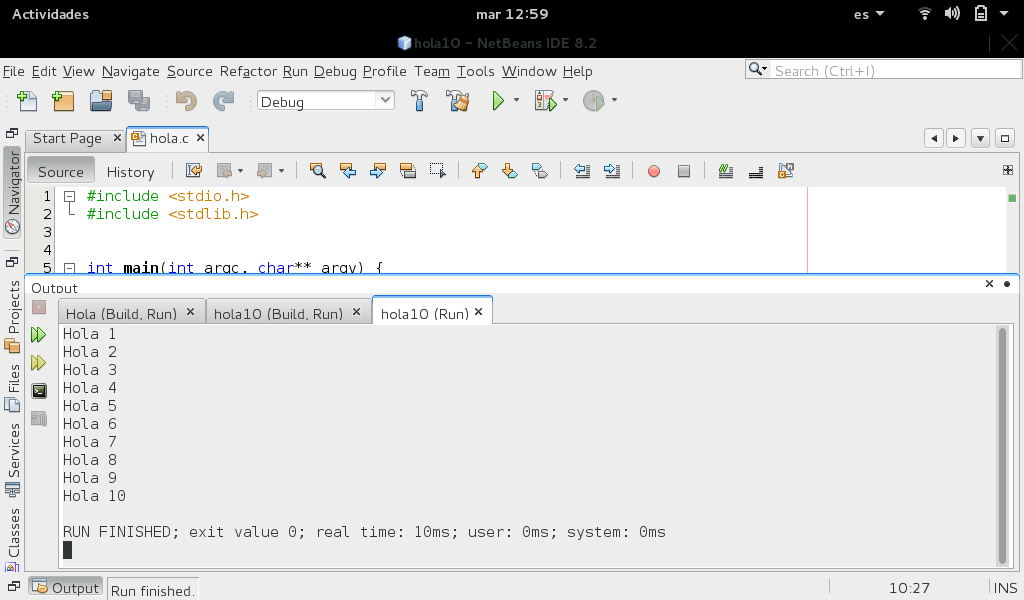 Actividades mar 12:59 es
hola10 – NetBeans IDE 8.2
File Edit View Navigate Source Refactor Run Debug Profile Team Tools Window Help
Search (Ctrl+I)
Debug
Start Page hola.c
Navigator
Source History
1 #include <stdio.h>
2 #include <stdlib.h>
3
4
5 int main(int argc, char** argv) {
Output
Projects
Files
Services
Classes
Hola (Build, Run) hola10 (Build, Run) hola10 (Run)
Hola 1
Hola 2
Hola 3
Hola 4
Hola 5
Hola 6
Hola 7
Hola 8
Hola 9
Hola 10
RUN FINISHED; exit value 0; real time: 10ms; user: 0ms; system: 0ms
Output Run finished. 10:27 INS